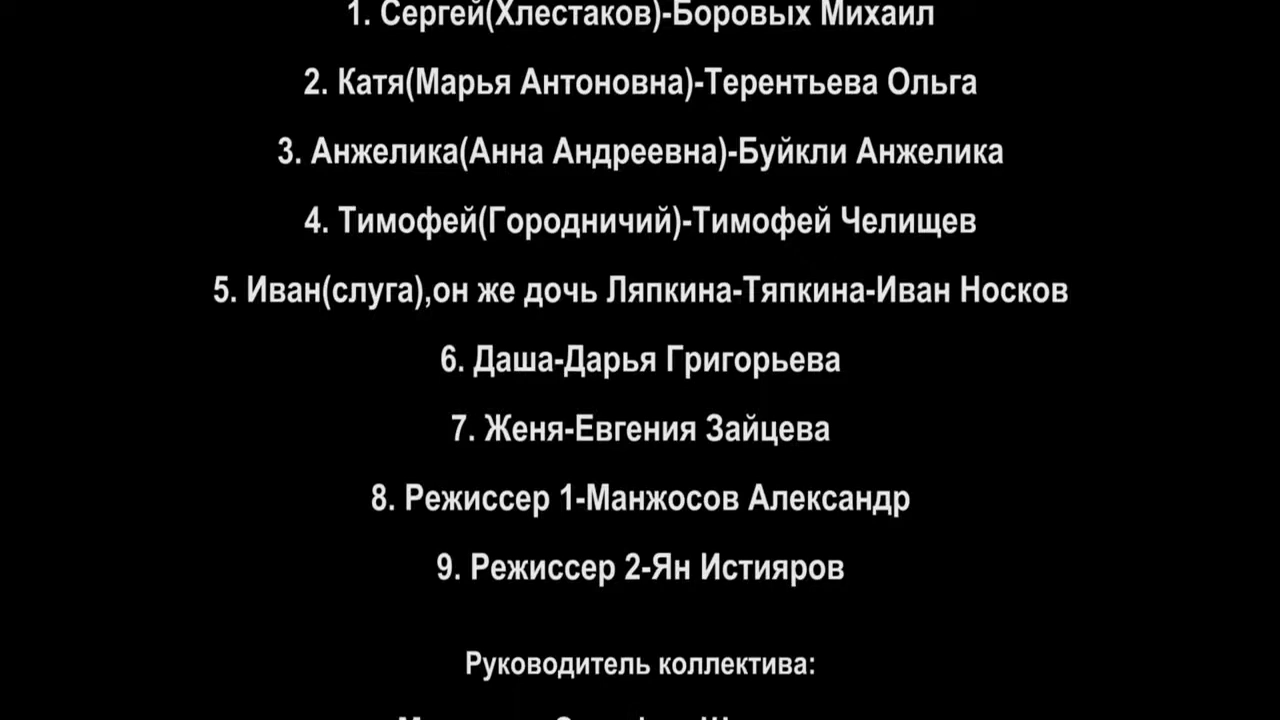 1. Сергей(Хлестаков)-Боровых Михаил
2. Катя(Марья Антоновна)-Терентьева Ольга
3. Анжелика(Анна Андреевна)-Буйкли Анжелика
4. Тимофей(Городничий)-Тимофей Челищев
5. Иван(слуга),он же дочь Ляпкина-Тяпкина-Иван Носков
6. Даша-Дарья Григорьева
7. Женя-Евгения Зайцева
8. Режиссер 1-Манжосов Александр
9. Режиссер 2-Ян Истияров
Руководитель коллектива: